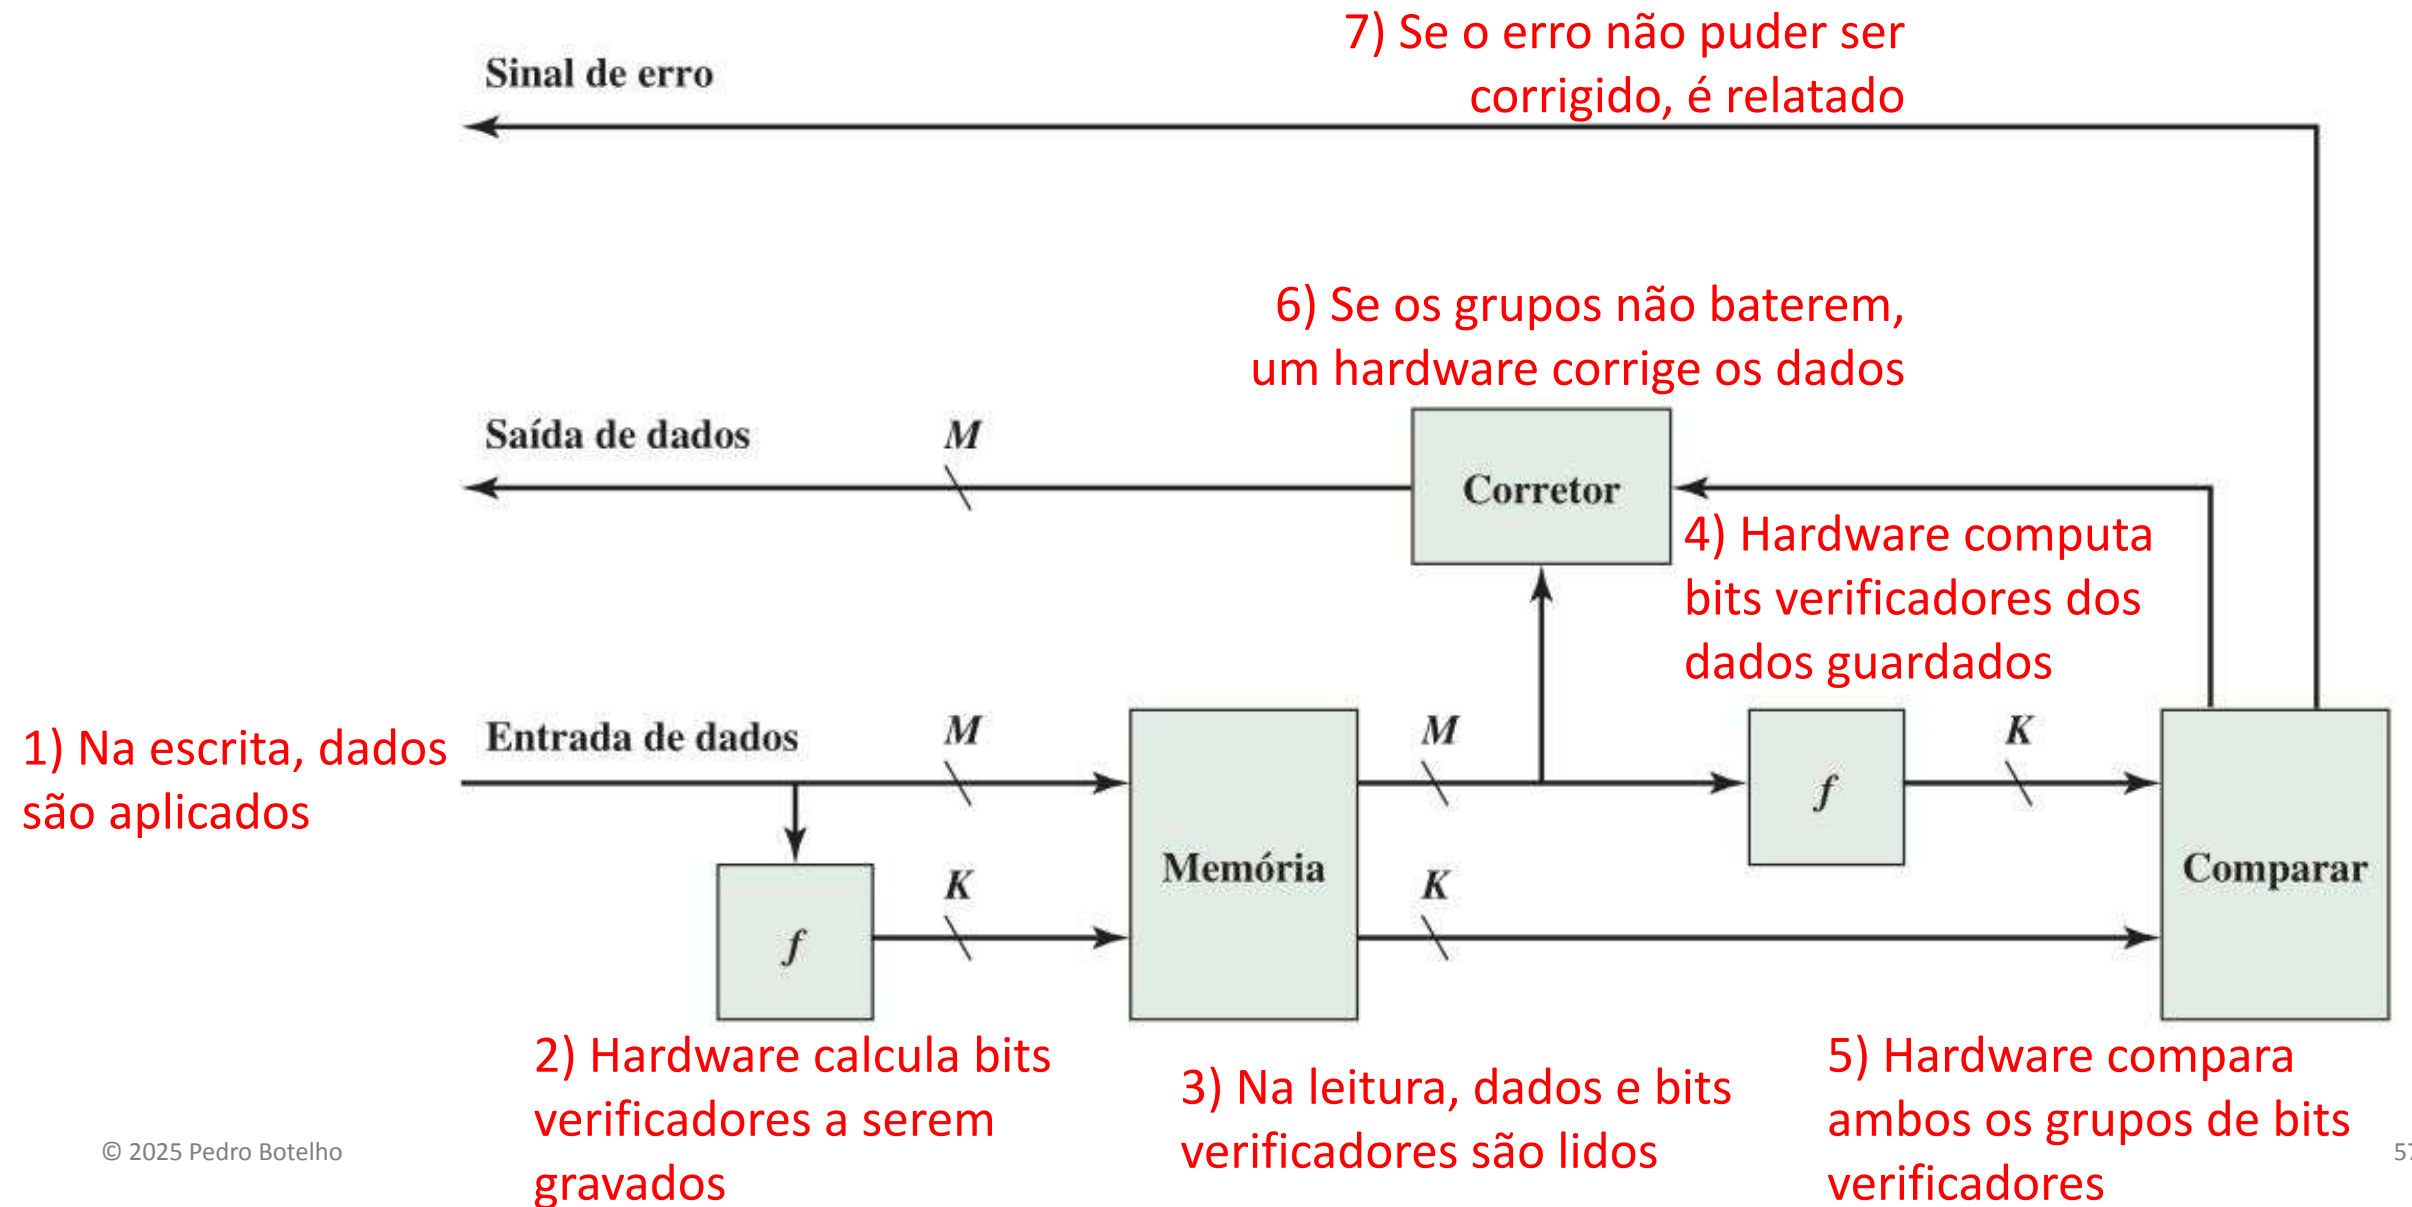 7) Se o erro não puder ser
corrigido, é relatado
Sinal de erro
6) Se os grupos não baterem,
um hardware corrige os dados
Saída de dados
M
Corretor
4) Hardware computa
bits verificadores dos
dados guardados
1) Na escrita, dados
são aplicados
Entrada de dados
M
M
K
f
Memória
Comparar
K
K
f
2) Hardware calcula bits
verificadores a serem
gravados
3) Na leitura, dados e bits
verificadores são lidos
5) Hardware compara
ambos os grupos de bits
verificadores
© 2025 Pedro Botelho
57